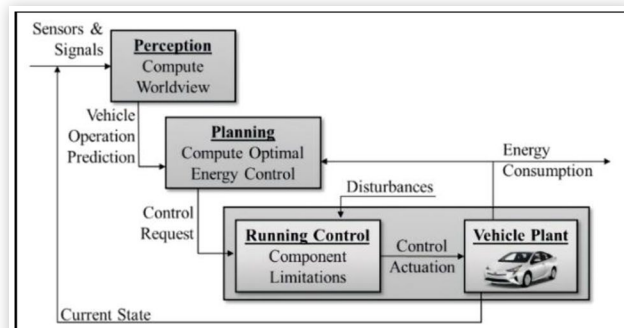 Sensors &
Signals
Perception
Compute
Worldview
Vehicle
Operation
Prediction
Planning
Compute Optimal
Energy Control
Energy
Consumption
Disturbances
Control
Request
Running Control
Component
Limitations
Control
Actuation
Vehicle Plant
Current State